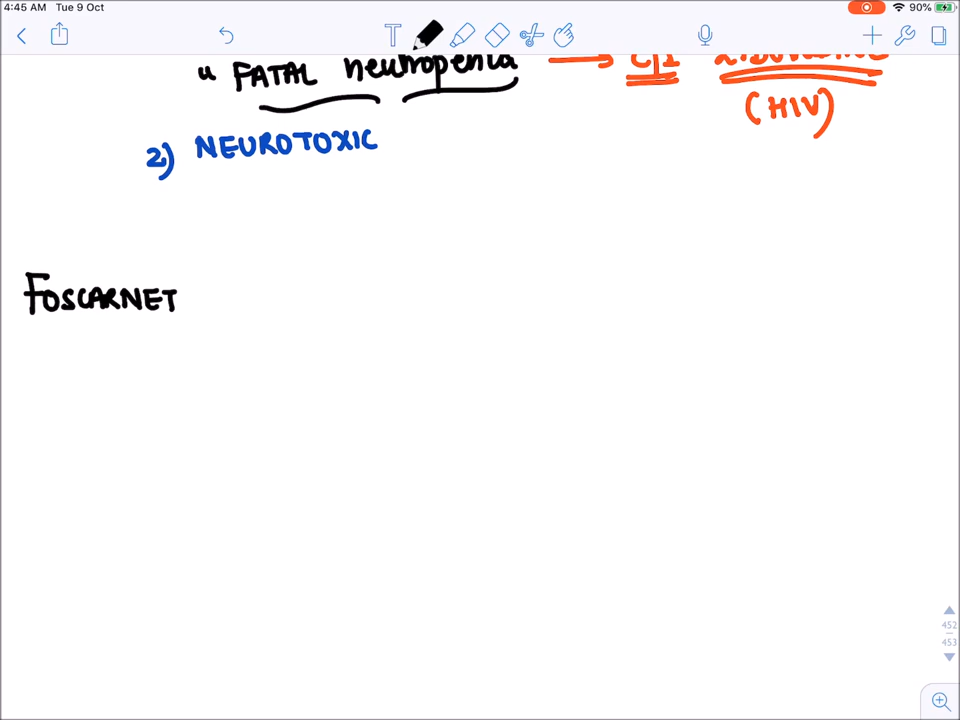 4:45 AM Tue 9 Oct 90%
T
" FATAL neutropenia → C/I (HIV)
2) NEUROTOXIC
FOSCARNET
452
453